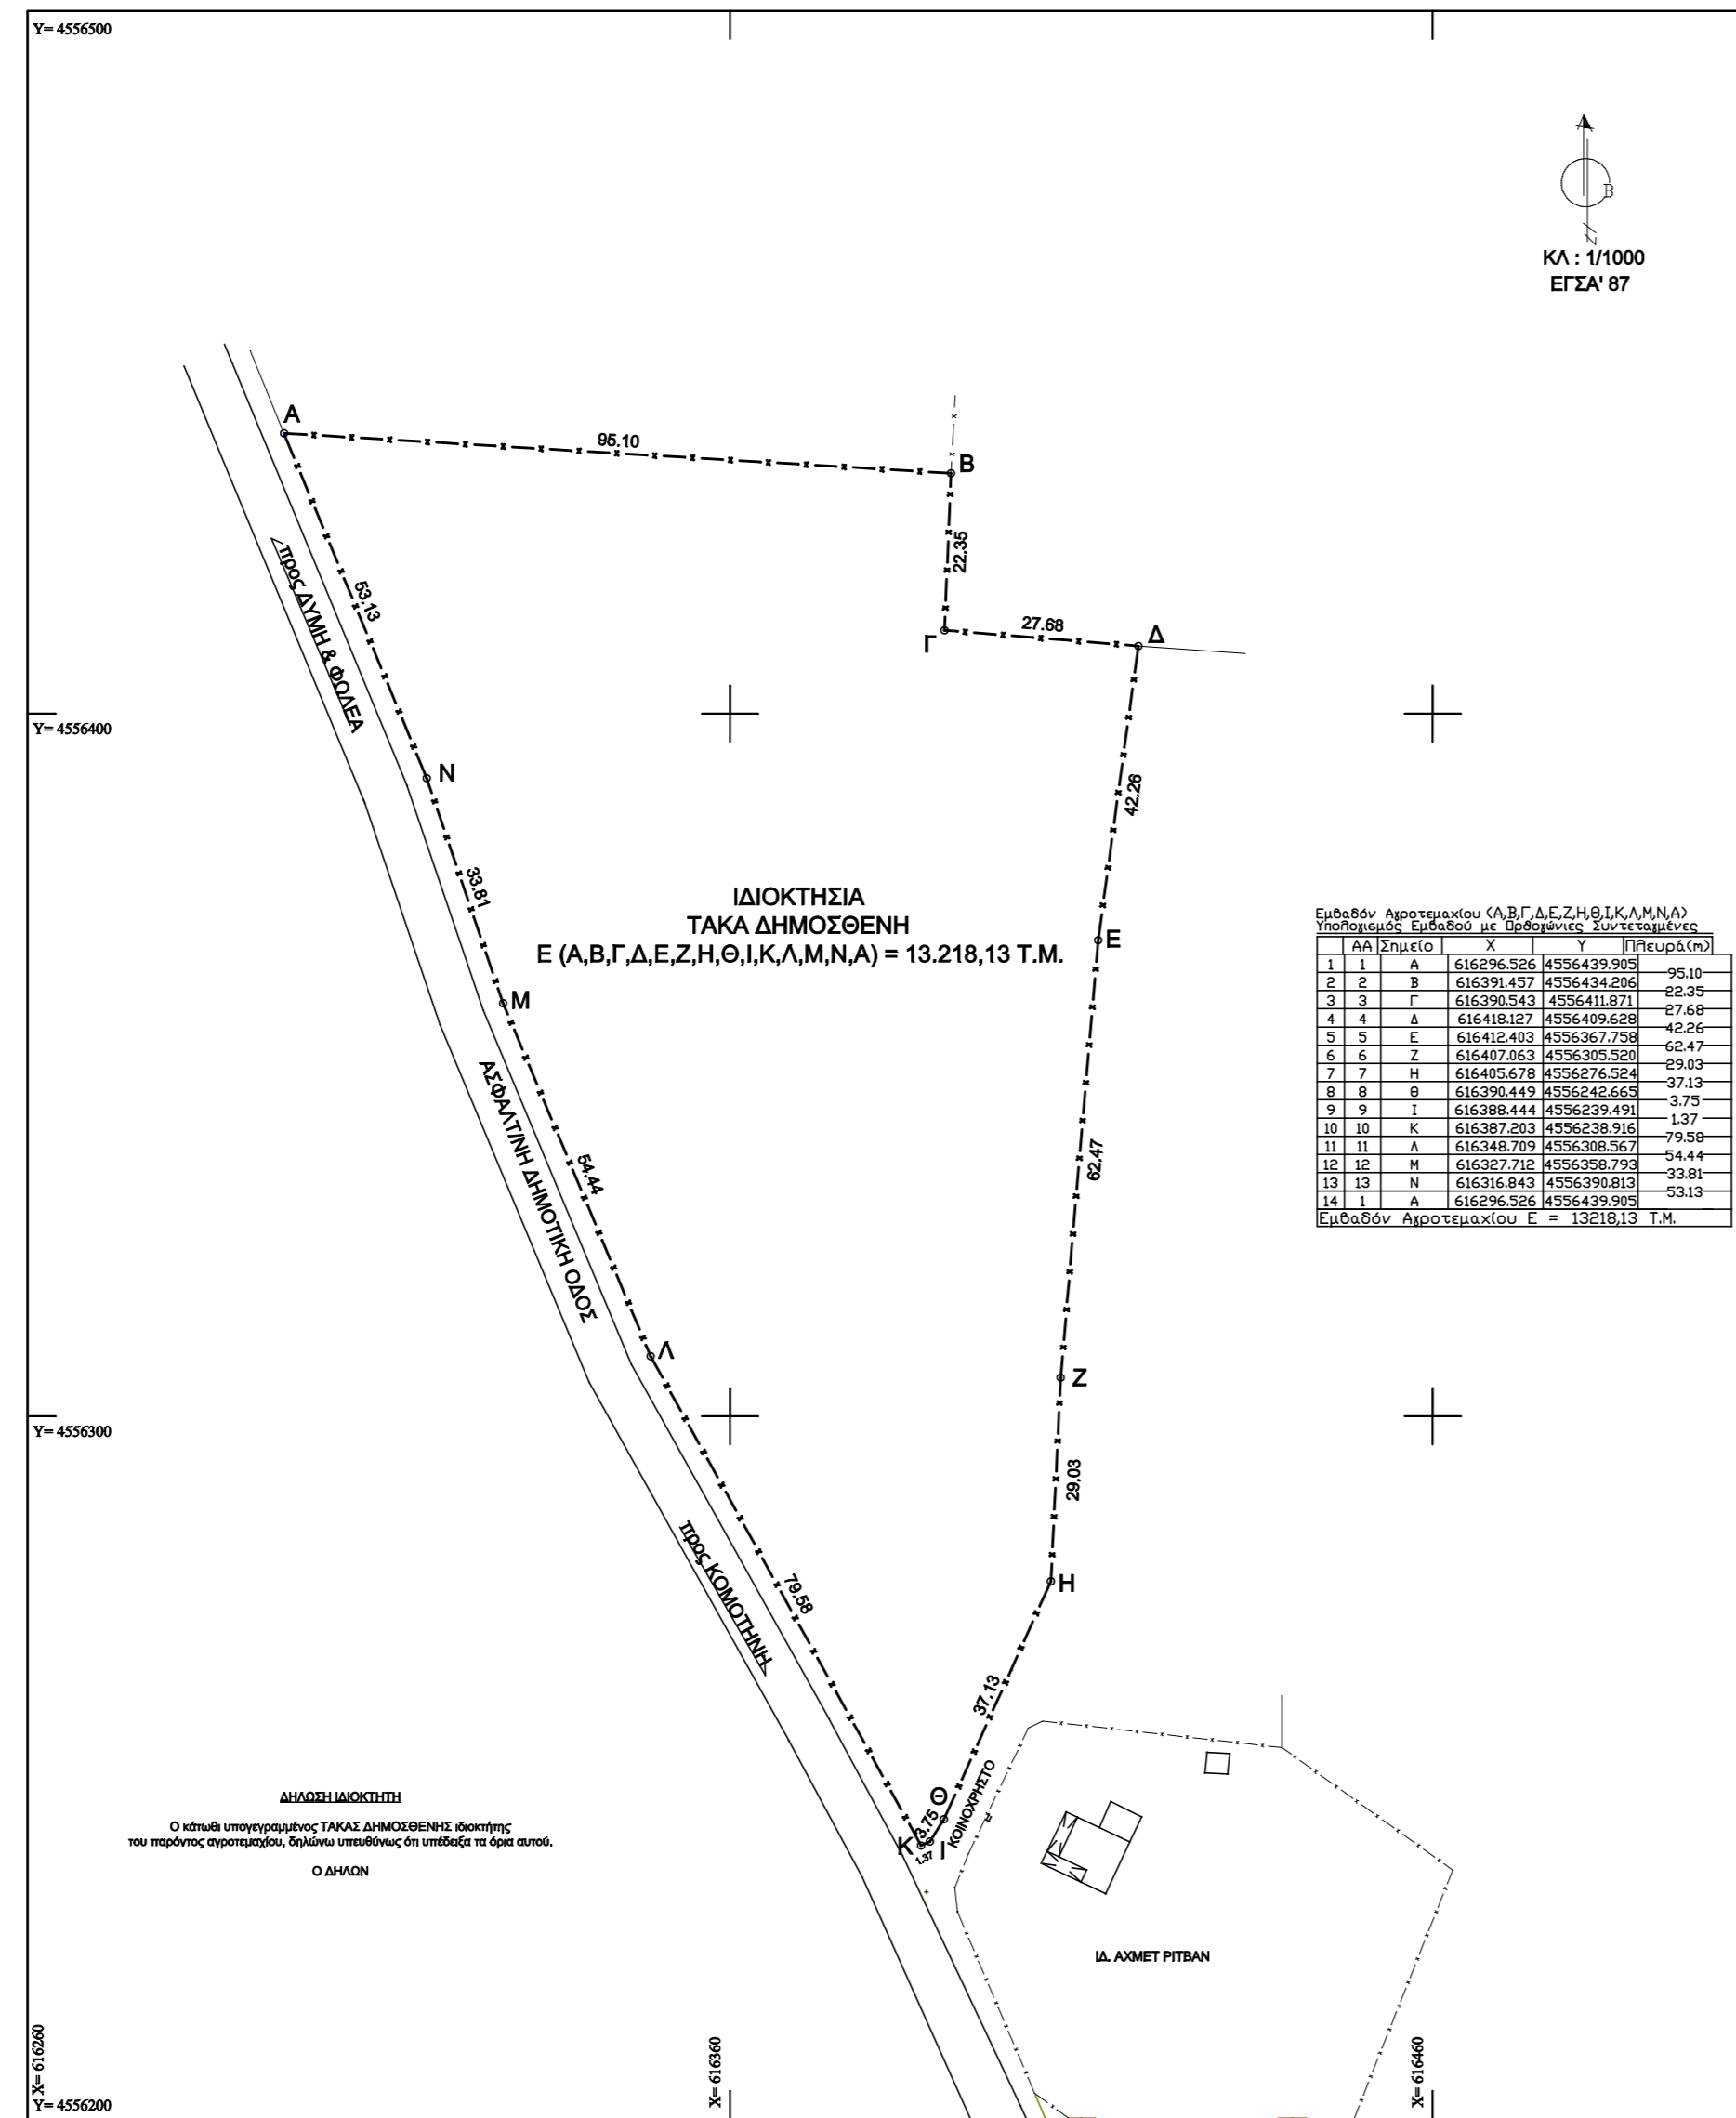 Y= 4556500
B
ΚΛ : 1/1000
ΕΓΣΑ' 87
Α
95.10
Β
22.35
53.13
προς ΔΥΜΗ & ΦΩΛΕΑ
Γ
27.68
Δ
Y= 4556400
Ν
42.26
33.81
ΙΔΙΟΚΤΗΣΙΑ
ΤΑΚΑ ΔΗΜΟΣΘΕΝΗ
Ε (Α,Β,Γ,Δ,Ε,Ζ,Η,Θ,Ι,Κ,Λ,Μ,Ν,Α) = 13.218,13 Τ.Μ.
Ε
Εμβαδόν Αγροτεμαχίου (Α,Β,Γ,Δ,Ε,Ζ,Η,Θ,Ι,Κ,Λ,Μ,Ν,Α)
Υπολογισμός Εμβαδού με Ορθογώνιες Συντεταγμένες
ΑΑ Σημείο X Y Πλευρά(m)
1 1 Α 616296.526 4556439.905
95.10
2 2 Β 616391.457 4556434.206
22.35
3 3 Γ 616390.543 4556411.871
27.68
4 4 Δ 616418.127 4556409.628
42.26
5 5 Ε 616412.403 4556367.758
62.47
6 6 Ζ 616407.063 4556305.520
29.03
7 7 Η 616405.678 4556276.524
37.13
8 8 Θ 616390.449 4556242.665
3.75
9 9 Ι 616388.444 4556239.491
1.37
10 10 Κ 616387.203 4556238.916
79.58
11 11 Λ 616348.709 4556308.567
54.44
12 12 Μ 616327.712 4556358.793
33.81
13 13 Ν 616316.843 4556390.813
53.13
14 1 Α 616296.526 4556439.905
Εμβαδόν Αγροτεμαχίου Ε = 13218,13 Τ.Μ.
Μ
ΑΣΦΑΛΤ/ΝΗ ΔΗΜΟΤΙΚΗ ΟΔΟΣ
54.44
62.47
Λ
Ζ
Y= 4556300
29.03
προς ΚΟΜΟΤΗΝΗ
79.58
Η
37.13
ΚΟΙΝΟΧΡΗΣΤΟ
Θ
3.75
Κ
Ι
1.37
ΔΗΛΩΣΗ ΙΔΙΟΚΤΗΤΗ
Ο κάτωθι υπογεγραμμένος ΤΑΚΑΣ ΔΗΜΟΣΘΕΝΗΣ ιδιοκτήτης
του παρόντος αγροτεμαχίου, δηλώνω υπευθύνως ότι υπέδειξα τα όρια αυτού.
Ο ΔΗΛΩΝ
ΙΔ. ΑΧΜΕΤ ΡΙΤΒΑΝ
X= 616260
X= 616360
X= 616460
Y= 4556200